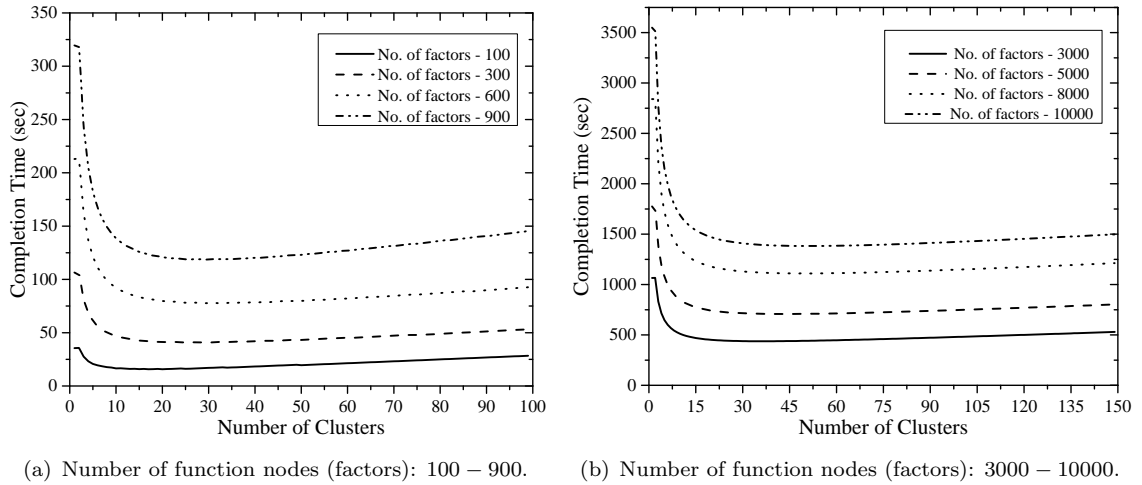 350
300
250
200
150
100
50
0
0 10 20 30 40 50 60 70 80 90 100
Completion Time (sec)
Number of Clusters
No. of factors - 100
No. of factors - 300
No. of factors - 600
No. of factors - 900
(a) Number of function nodes (factors): 100 − 900.
3500
3000
2500
2000
1500
1000
500
0
0 15 30 45 60 75 90 105 120 135 150
Completion Time (sec)
Number of Clusters
No. of factors - 3000
No. of factors - 5000
No. of factors - 8000
No. of factors - 10000
(b) Number of function nodes (factors): 3000 − 10000.